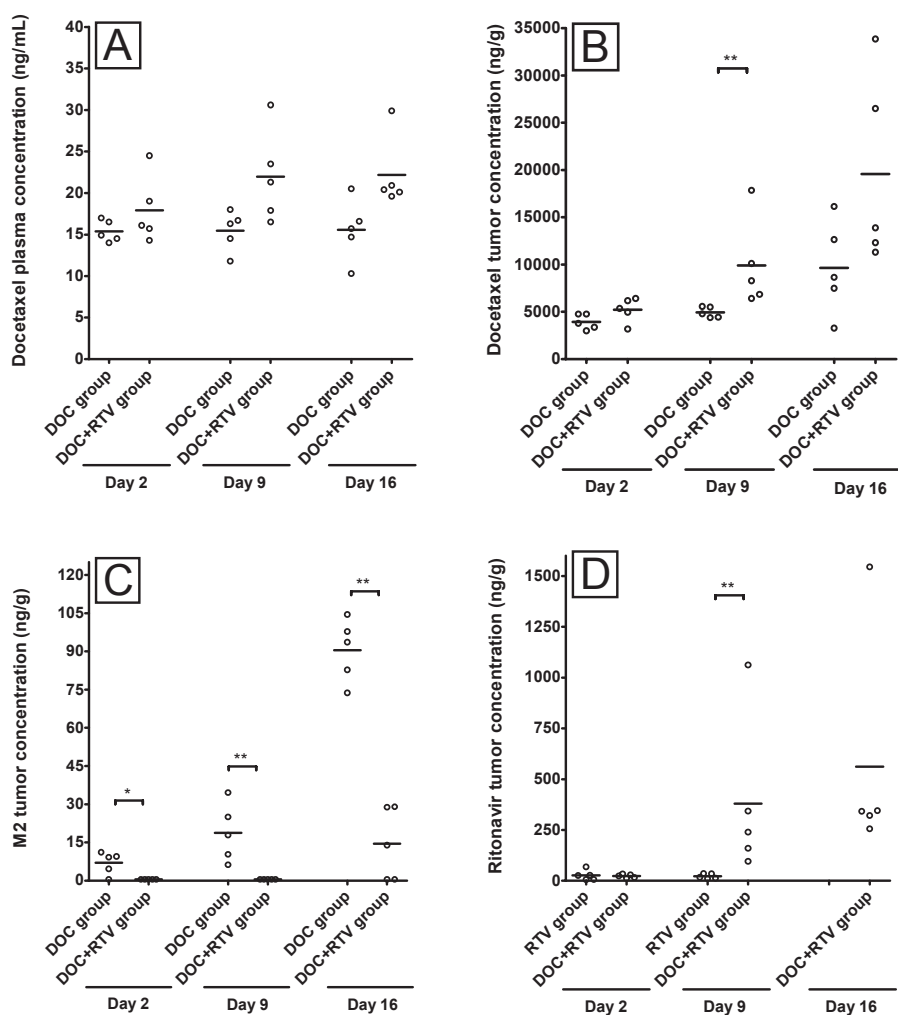 A
Docetaxel plasma concentration (ng/mL)
40
35
30
25
20
15
10
5
0
DOC group
DOC+RTV group
DOC group
DOC+RTV group
DOC group
DOC+RTV group
Day 2
Day 9
Day 16
B
Docetaxel tumor concentration (ng/g)
35000
30000
25000
20000
15000
10000
5000
0
**
DOC group
DOC+RTV group
DOC group
DOC+RTV group
DOC group
DOC+RTV group
Day 2
Day 9
Day 16
C
M2 tumor concentration (ng/g)
120
105
90
75
60
45
30
15
0
*
**
**
DOC group
DOC+RTV group
DOC group
DOC+RTV group
DOC group
DOC+RTV group
Day 2
Day 9
Day 16
D
Ritonavir tumor concentration (ng/g)
1500
1250
1000
750
500
250
0
**
RTV group
DOC+RTV group
RTV group
DOC+RTV group
DOC+RTV group
Day 2
Day 9
Day 16